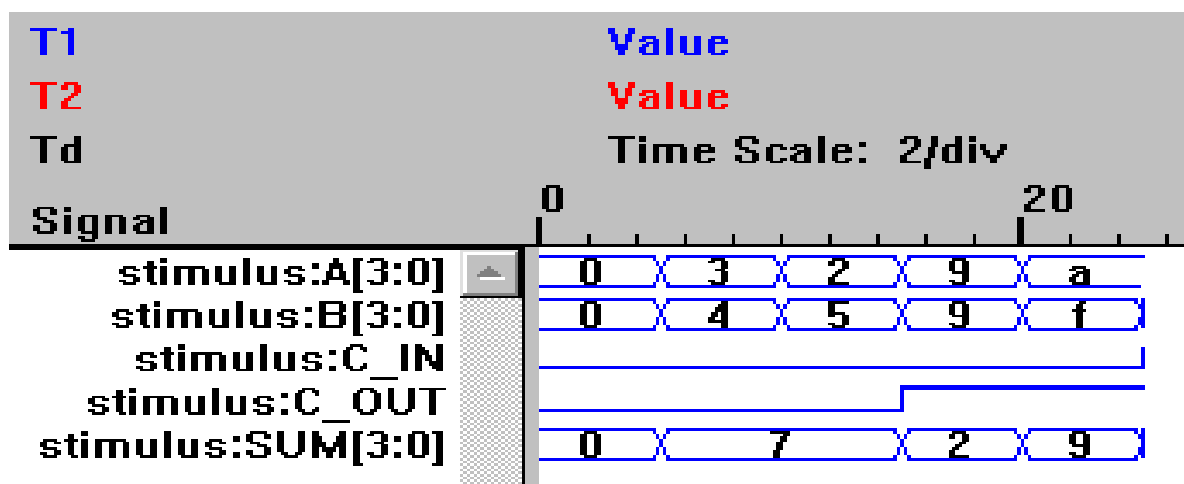 T1 Value
T2 Value
Td Time Scale: 2/div
Signal 0 20
stimulus:A[3:0] 0 3 2 9 a
stimulus:B[3:0] 0 4 5 9 f
stimulus:C_IN
stimulus:C_OUT
stimulus:SUM[3:0] 0 7 2 9